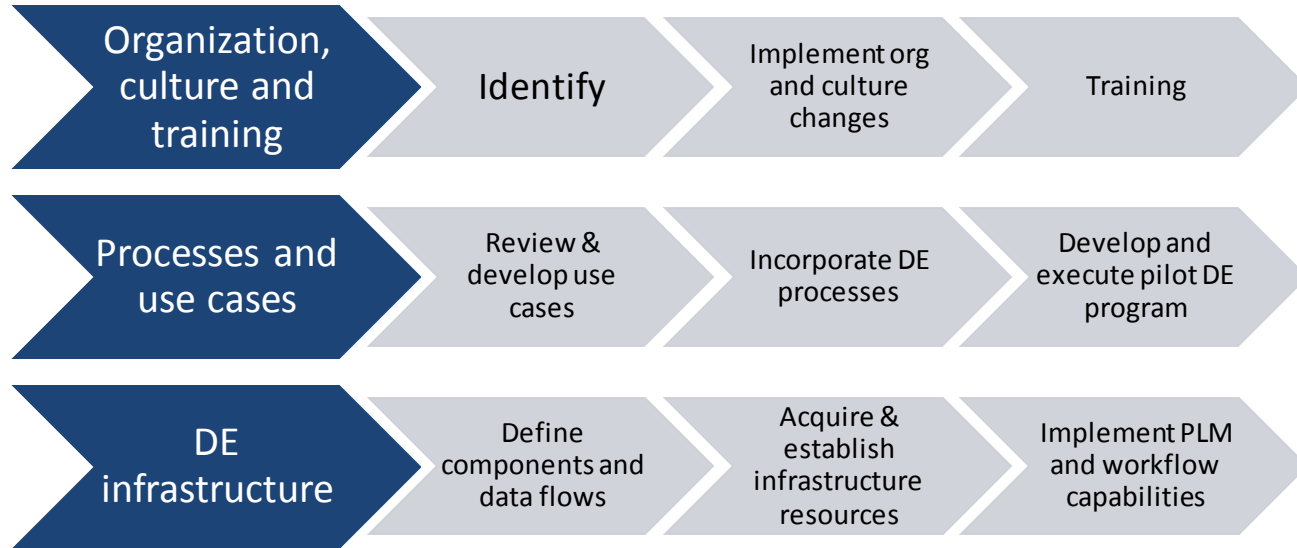 Organization,
culture and
training
Identify
Implement org
and culture
changes
Training
Processes and
use cases
Review &
develop use
cases
Incorporate DE
processes
Develop and
execute pilot DE
program
DE
infrastructure
Define
components and
data flows
Acquire &
establish
infrastructure
resources
Implement PLM
and workflow
capabilities